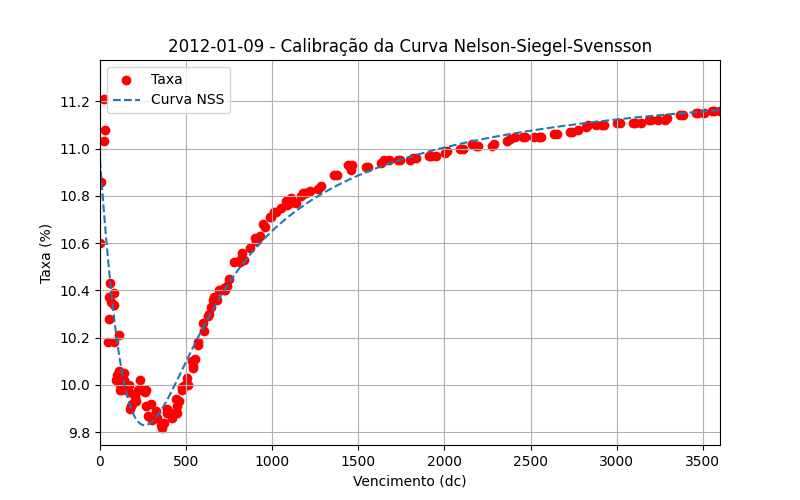 2012-01-09 - Calibração da Curva Nelson-Siegel-Svensson
Taxa
Curva NSS
Taxa (%)
11.2
11.0
10.8
10.6
10.4
10.2
10.0
9.8
0 500 1000 1500 2000 2500 3000 3500
Vencimento (dc)